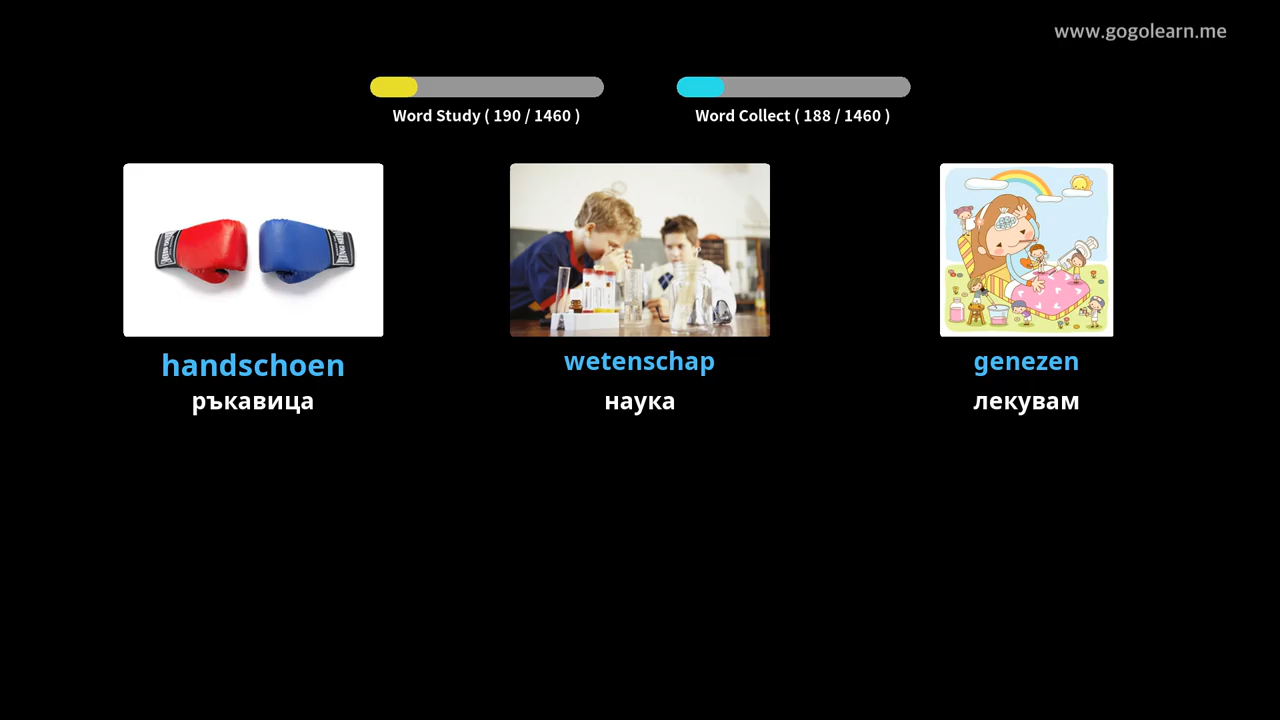 www.gogolearn.me
Word Study ( 190 / 1460 )
Word Collect ( 188 / 1460 )
handschoen
wetenschap
genezen
ръкавица
наука
лекувам